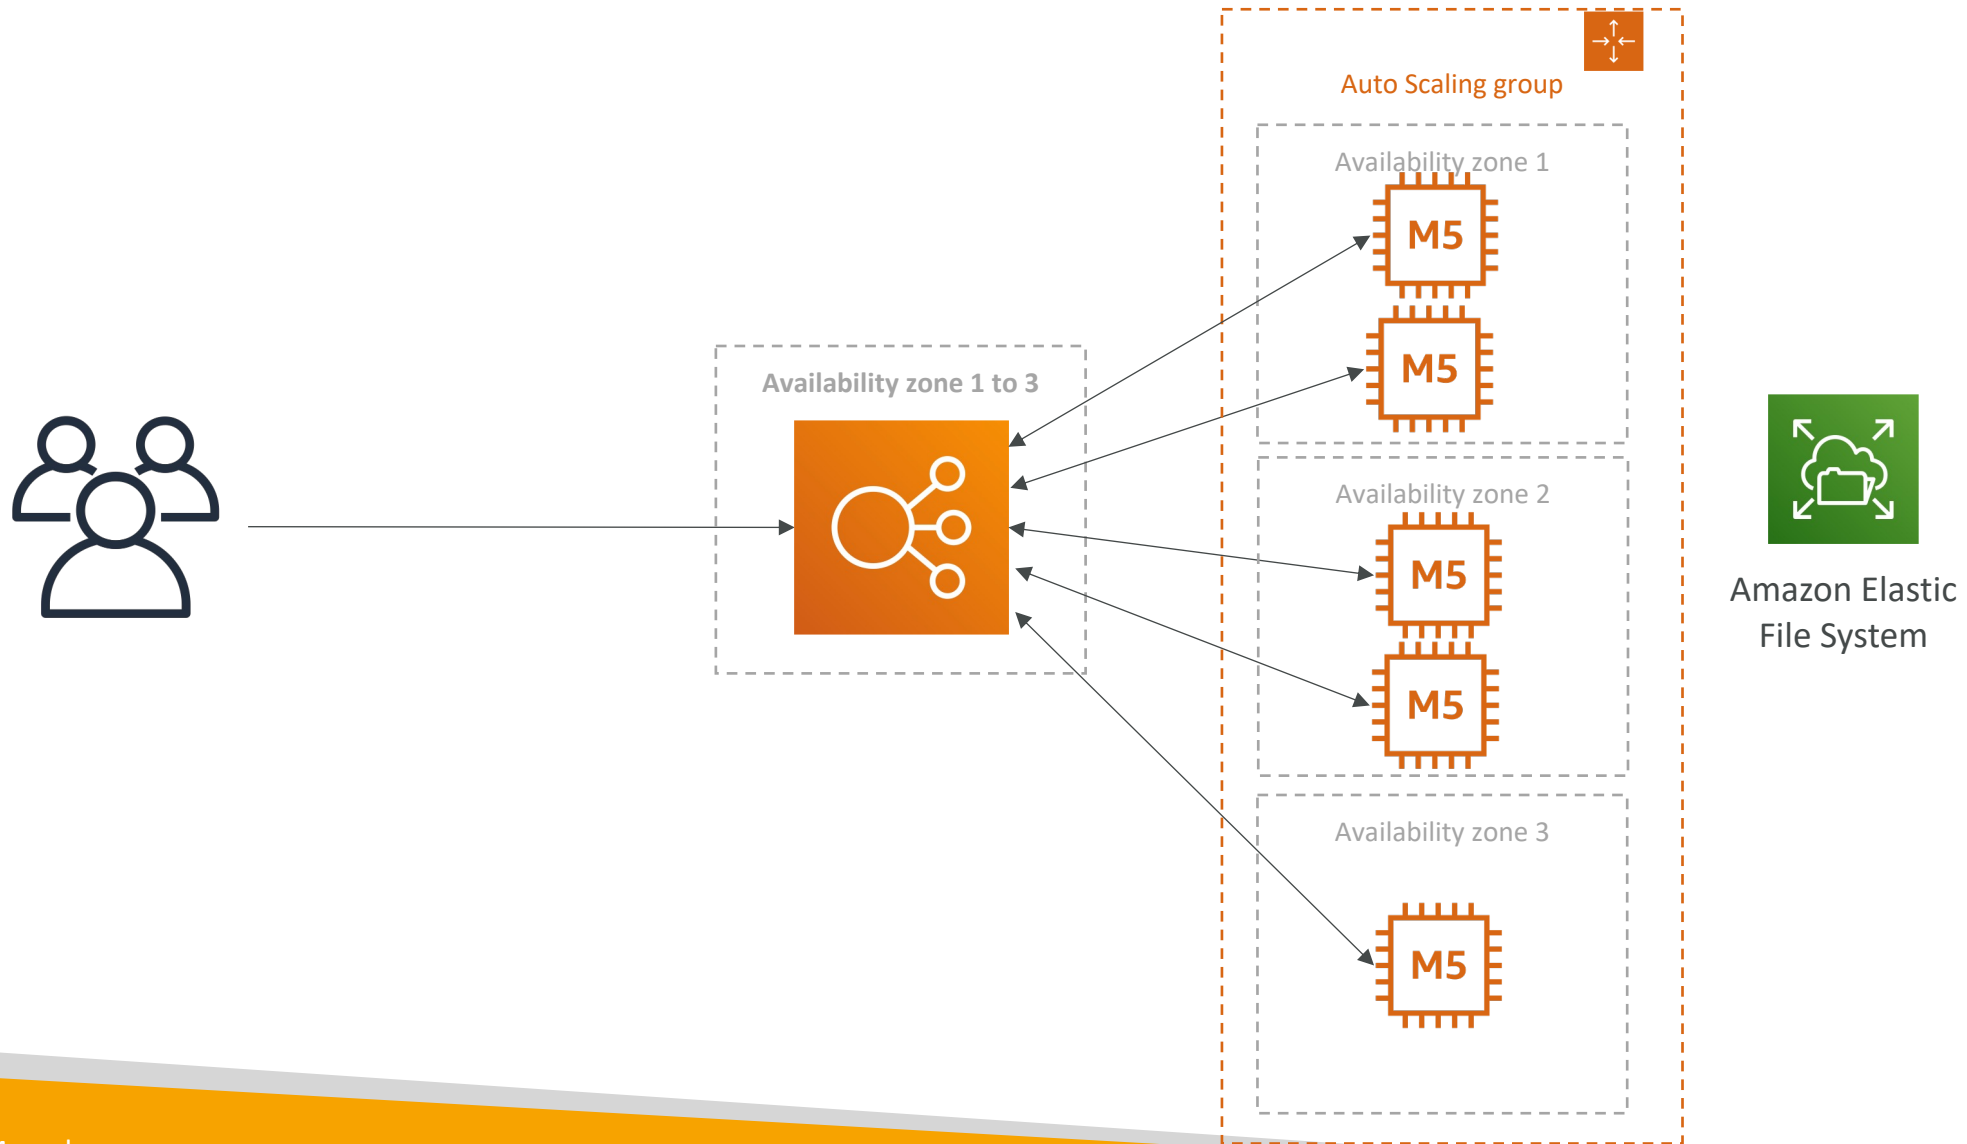 Auto Scaling group
Availability zone 1
M5
M5
Availability zone 1 to 3
Availability zone 2
M5
M5
Amazon Elastic
File System
Availability zone 3
M5